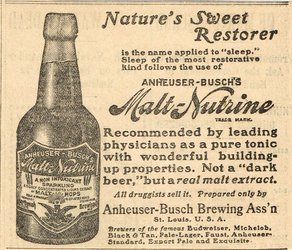 Nature's Sweet
Restorer
is the name applied to "sleep."
Sleep of the most restorative
kind follows the use of
ANHEUSER-BUSCH'S
Malt-Nutrine
TRADE MARK.
Recommended by leading
physicians as a pure tonic
with wonderful building-
up properties. Not a "dark
beer," but a real malt extract.
All druggists sell it. Prepared only by
Anheuser-Busch Brewing Ass'n
St. Louis, U. S. A.
Brewers of the famous Budweiser, Michelob,
Black & Tan, Pale-Lager, Faust, Anheuser-
Standard, Export Pale and Exquisite.
ANHEUSER-BUSCH'S
Malt-Nutrine
A NON INTOXICANT
SPARKLING
MALT AND HOPS